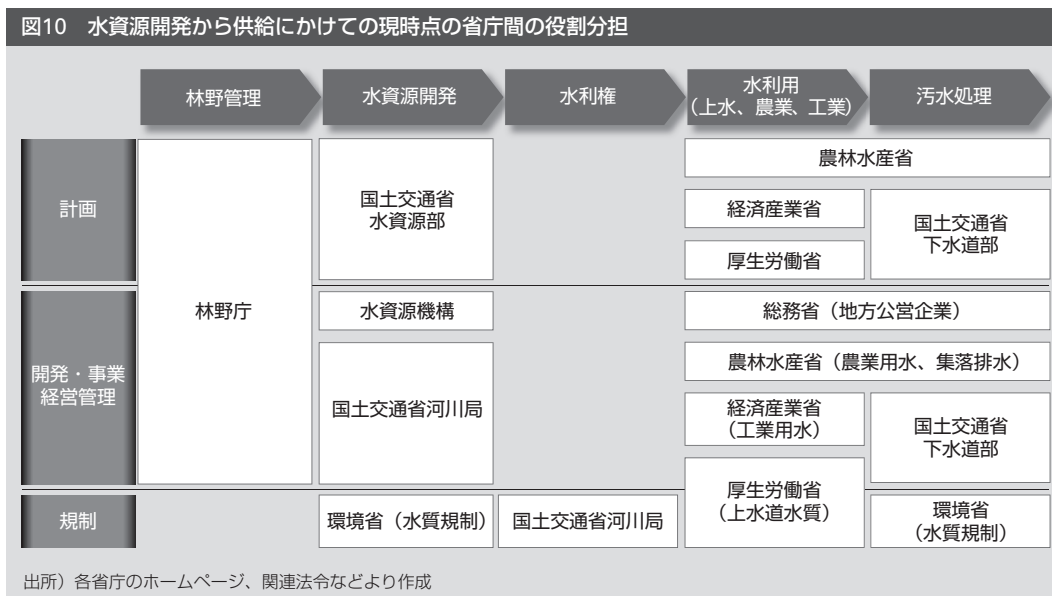 図10　水資源開発から供給にかけての現時点の省庁間の役割分担
林野管理
水資源開発
水利権
水利用
（上水、農業、工業）
汚水処理
計画
林野庁
国土交通省
水資源部
農林水産省
経済産業省
厚生労働省
国土交通省
下水道部
開発・事業
経営管理
水資源機構
国土交通省河川局
総務省（地方公営企業）
農林水産省（農業用水、集落排水）
経済産業省
（工業用水）
国土交通省
下水道部
厚生労働省
（上水道水質）
規制
環境省（水質規制）
国土交通省河川局
環境省
（水質規制）
出所）各省庁のホームページ、関連法令などより作成